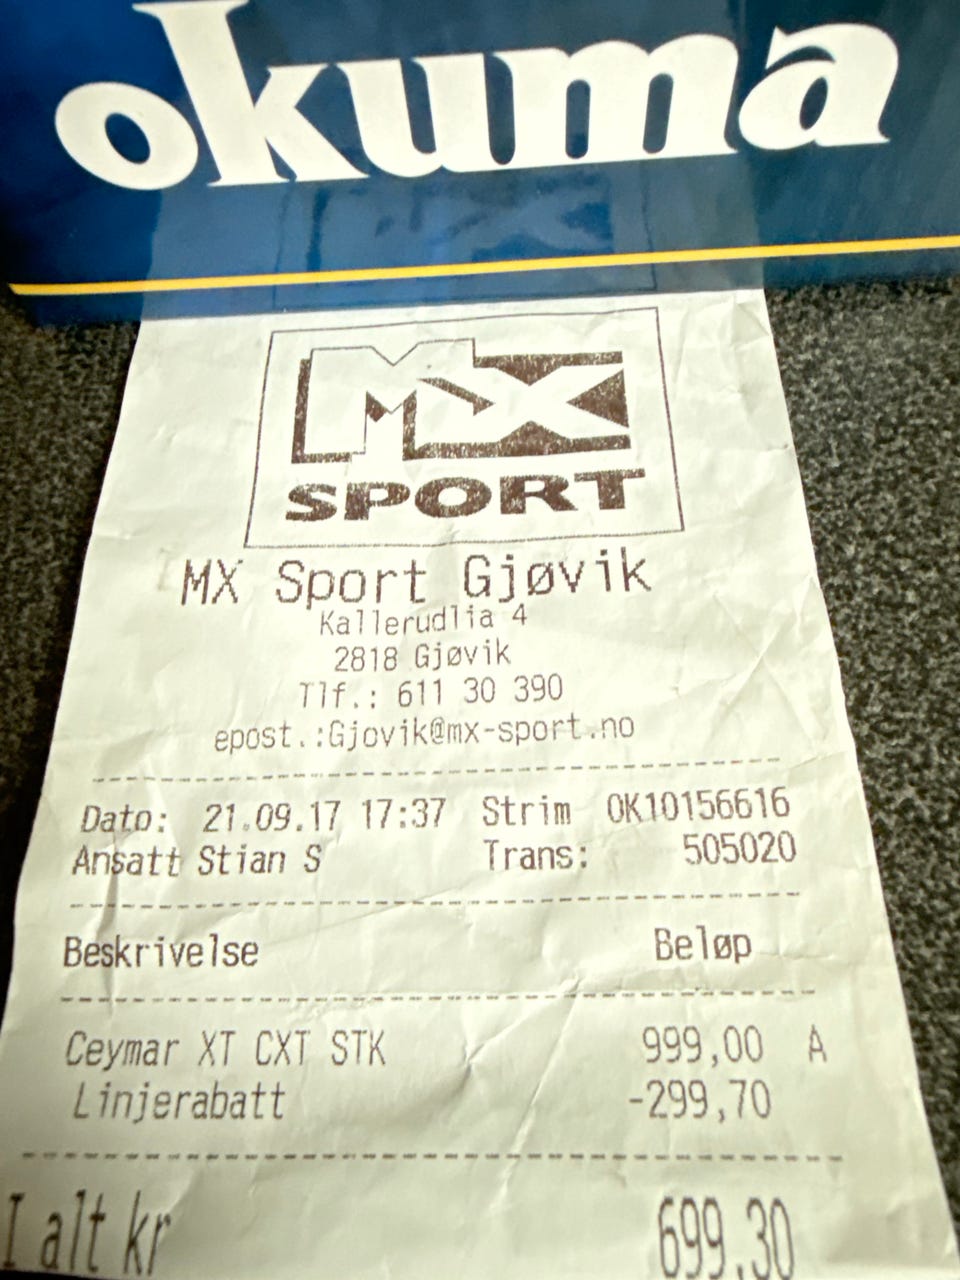 okuma
MX
SPORT
MX Sport Gjøvik
Kallerudlia 4
2818 Gjøvik
Tlf.: 611 30 390
epost.:Gjovik@mx-sport.no
Dato: 21.09.17 17:37 Strim OK10156616
Ansatt Stian S Trans: 505020
Beskrivelse Beløp
Ceymar XT CXT STK 999,00 A
Linjerabatt -299,70
I alt kr 699.30